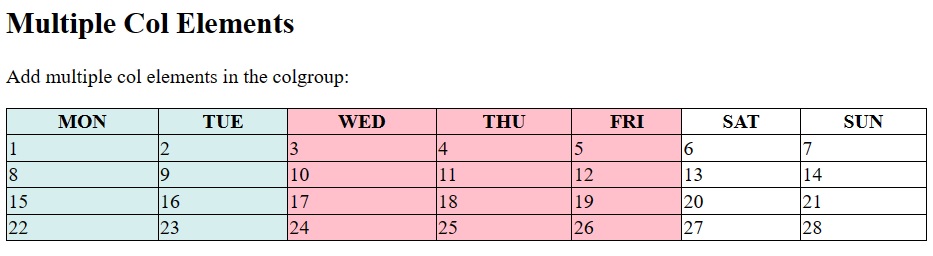 Multiple Col Elements
Add multiple col elements in the colgroup:
MON TUE WED THU FRI SAT SUN
1 2 3 4 5 6 7
8 9 10 11 12 13 14
15 16 17 18 19 20 21
22 23 24 25 26 27 28